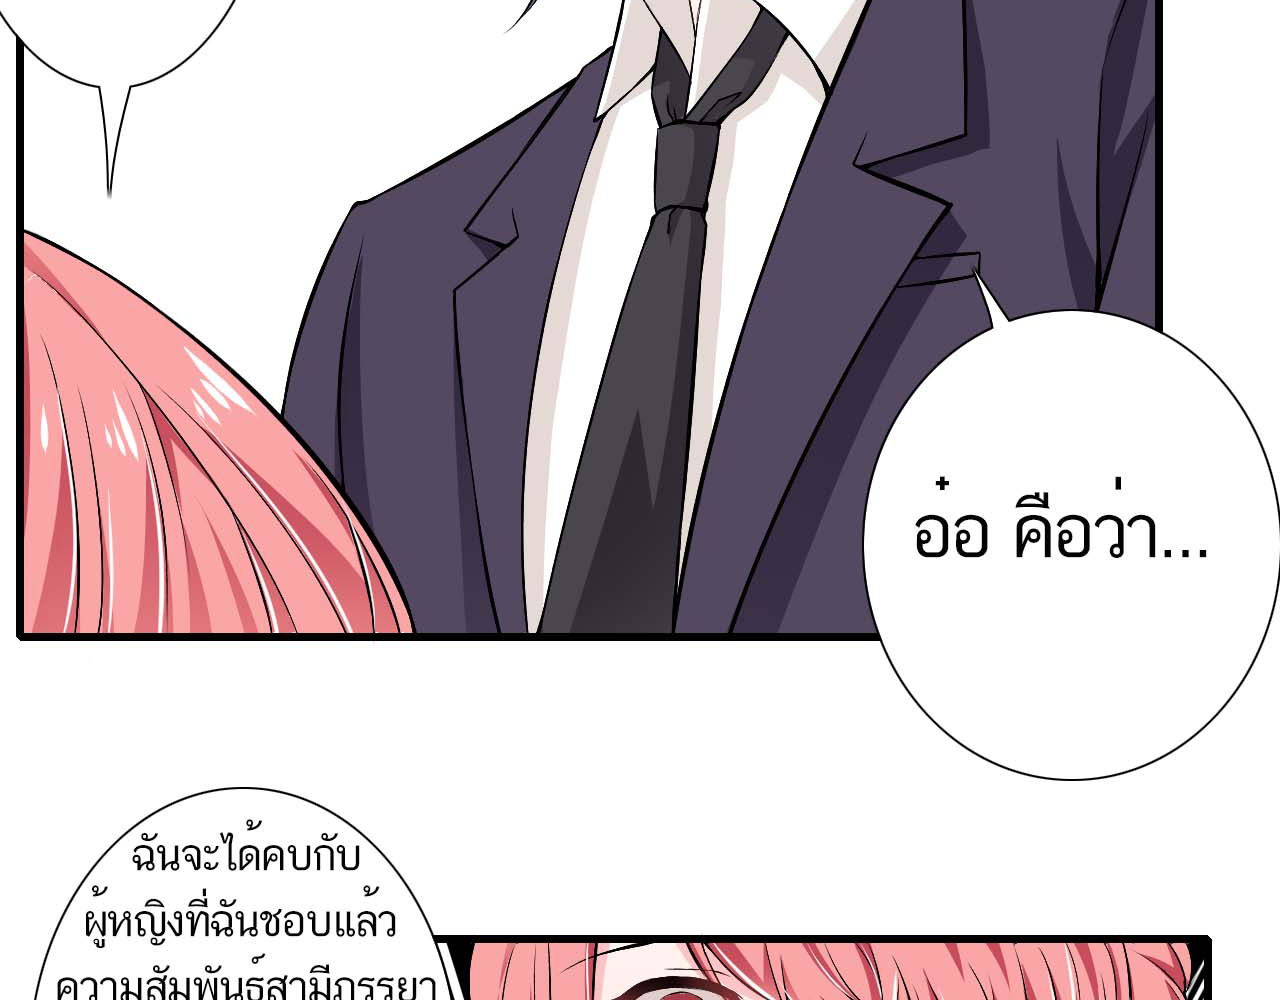 อ๋อ คือว่า...
ฉันจะได้คบกับ
ผู้หญิงที่ฉันชอบแล้ว
ความสัมพันธ์สามีภรรยา